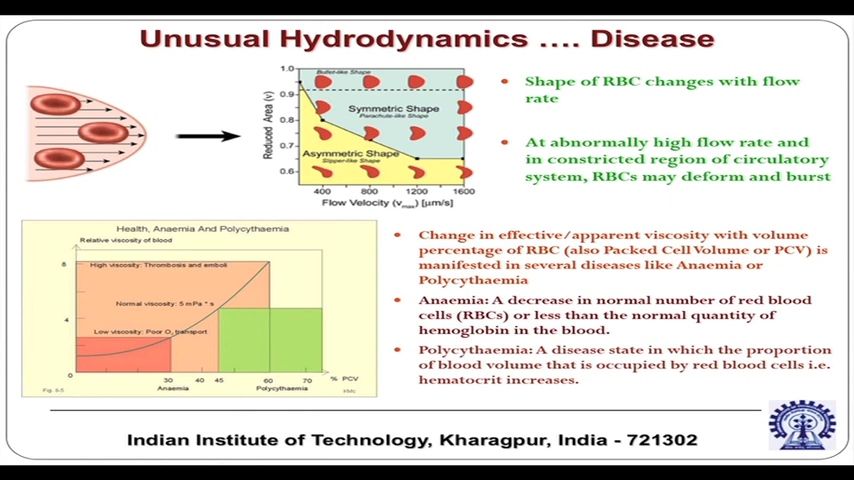 Unusual Hydrodynamics .... Disease
1.0
0.9
0.8
0.7
0.6
Reduced Area (v)
Bullet-like Shape
Symmetric Shape
Parachute-like Shape
Asymmetric Shape
Slipper-like Shape
400 800 1200 1600
Flow Velocity (vmax) [µm/s]
• Shape of RBC changes with flow
rate
• At abnormally high flow rate and
in constricted region of circulatory
system, RBCs may deform and burst
Health, Anaemia And Polycythaemia
Relative viscosity of blood
8
High viscosity: Thrombosis and emboli
Normal viscosity: 5 mPa * s
4
Low viscosity: Poor O2 transport
0
30 40 45 60 70 % PCV
Anaemia Polycythaemia
Fig. 8-5
• Change in effective/apparent viscosity with volume
percentage of RBC (also Packed Cell Volume or PCV) is
manifested in several diseases like Anaemia or
Polycythaemia
• Anaemia: A decrease in normal number of red blood
cells (RBCs) or less than the normal quantity of
hemoglobin in the blood.
• Polycythaemia: A disease state in which the proportion
of blood volume that is occupied by red blood cells i.e.
hematocrit increases.
Indian Institute of Technology, Kharagpur, India - 721302